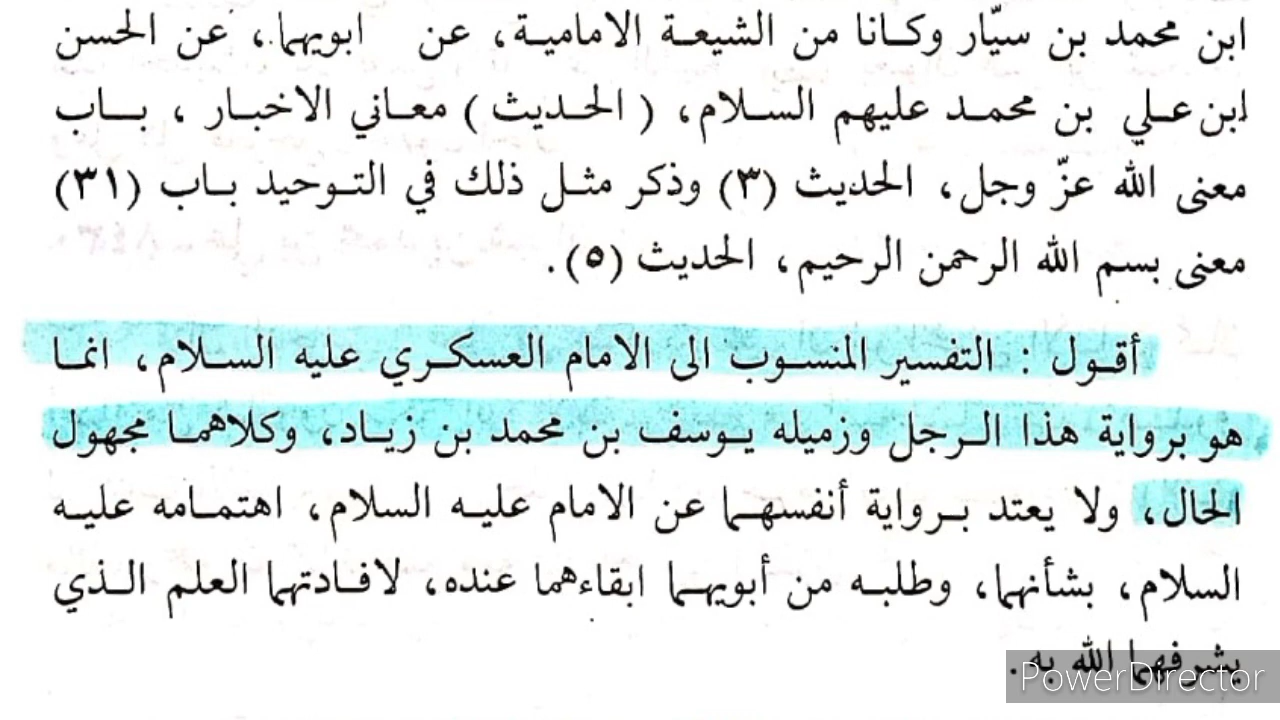 ابن محمد بن سيّار وكانا من الشيعة الامامية، عن ابويهما، عن الحسن
ابن علي بن محمد عليهم السلام، (الحديث) معاني الاخبار، باب
معنى الله عزّ وجل، الحديث (٣) وذكر مثل ذلك في التوحيد باب (٣١)
معنى بسم الله الرحمن الرحيم، الحديث (٥).
أقول : التفسير المنسوب الى الامام العسكري عليه السلام، انما
هو برواية هذا الرجل وزميله يوسف بن محمد بن زياد، وكلاهما مجهول
الحال، ولا يعتد برواية أنفسهما عن الامام عليه السلام، اهتمامه عليه
السلام، بشأنهما، وطلبه من أبويهما ابقاءهما عنده، لافادتهما العلم الذي
يشرفهما الله به.
PowerDirector